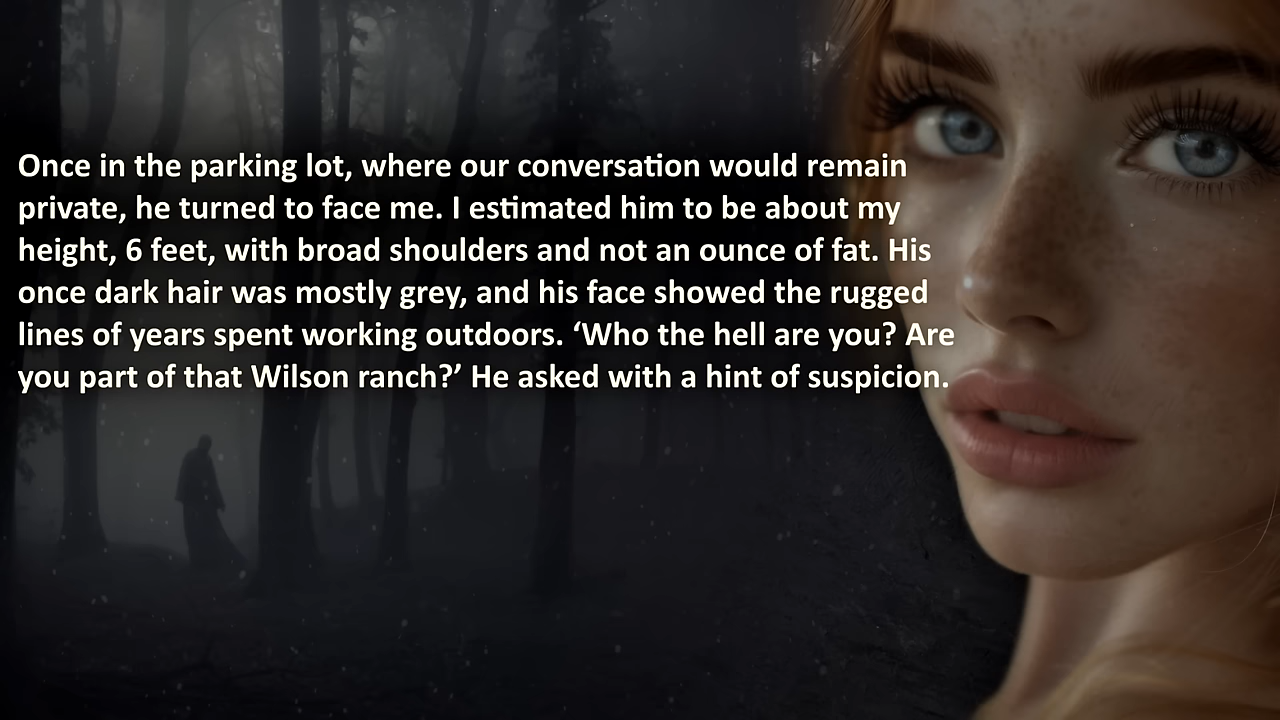 Once in the parking lot, where our conversation would remain
private, he turned to face me. I estimated him to be about my
height, 6 feet, with broad shoulders and not an ounce of fat. His
once dark hair was mostly grey, and his face showed the rugged
lines of years spent working outdoors. ‘Who the hell are you? Are
you part of that Wilson ranch?’ He asked with a hint of suspicion.